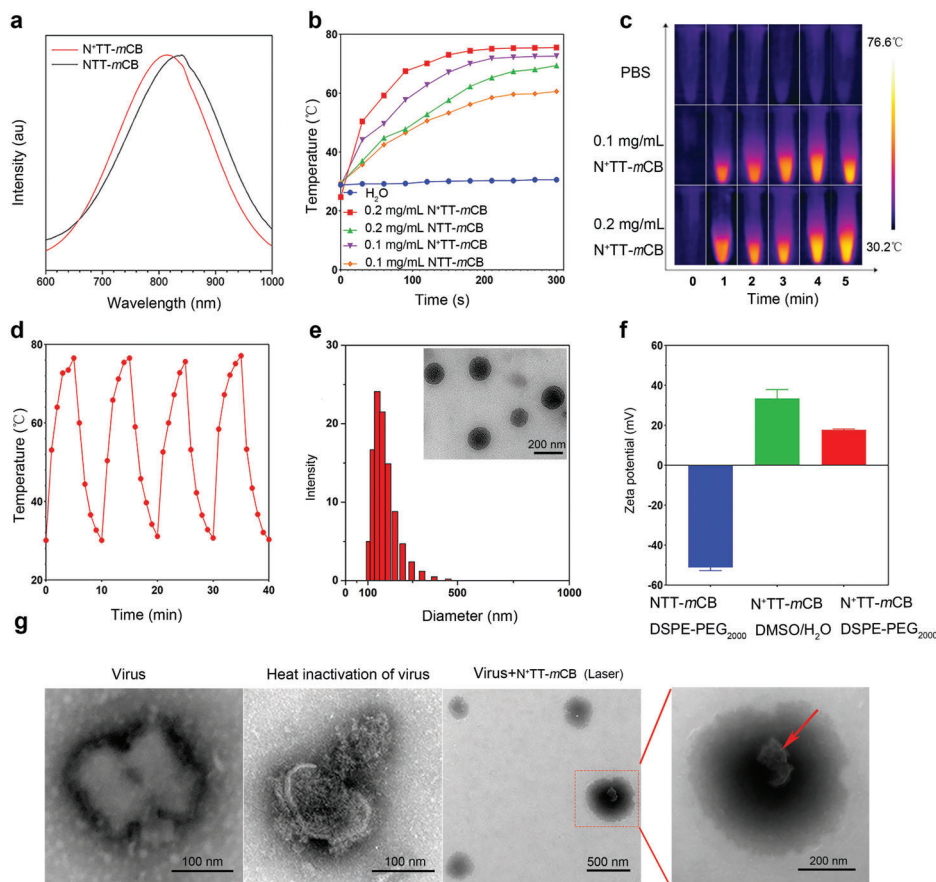 a
N⁺TT-mCB
NTT-mCB
Intensity (au)
600 700 800 900 1000
Wavelength (nm)
b
80
60
40
20
0
Temperature (℃)
H₂O
0.2 mg/mL N⁺TT-mCB
0.2 mg/mL NTT-mCB
0.1 mg/mL N⁺TT-mCB
0.1 mg/mL NTT-mCB
0 100 200 300
Time (s)
c
PBS
0.1 mg/mL
N⁺TT-mCB
0.2 mg/mL
N⁺TT-mCB
76.6℃
30.2℃
0 1 2 3 4 5
Time (min)
d
80
60
40
20
Temperature (℃)
0 10 20 30 40
Time (min)
e
30
20
10
0
Intensity
200 nm
0 100 500 1000
Diameter (nm)
f
60
40
20
0
-20
-40
-60
Zeta potential (mV)
NTT-mCB N⁺TT-mCB N⁺TT-mCB
DSPE-PEG₂₀₀₀ DMSO/H₂O DSPE-PEG₂₀₀₀
g
Virus
Heat inactivation of virus
Virus+N⁺TT-mCB (Laser)
100 nm
100 nm
500 nm
200 nm